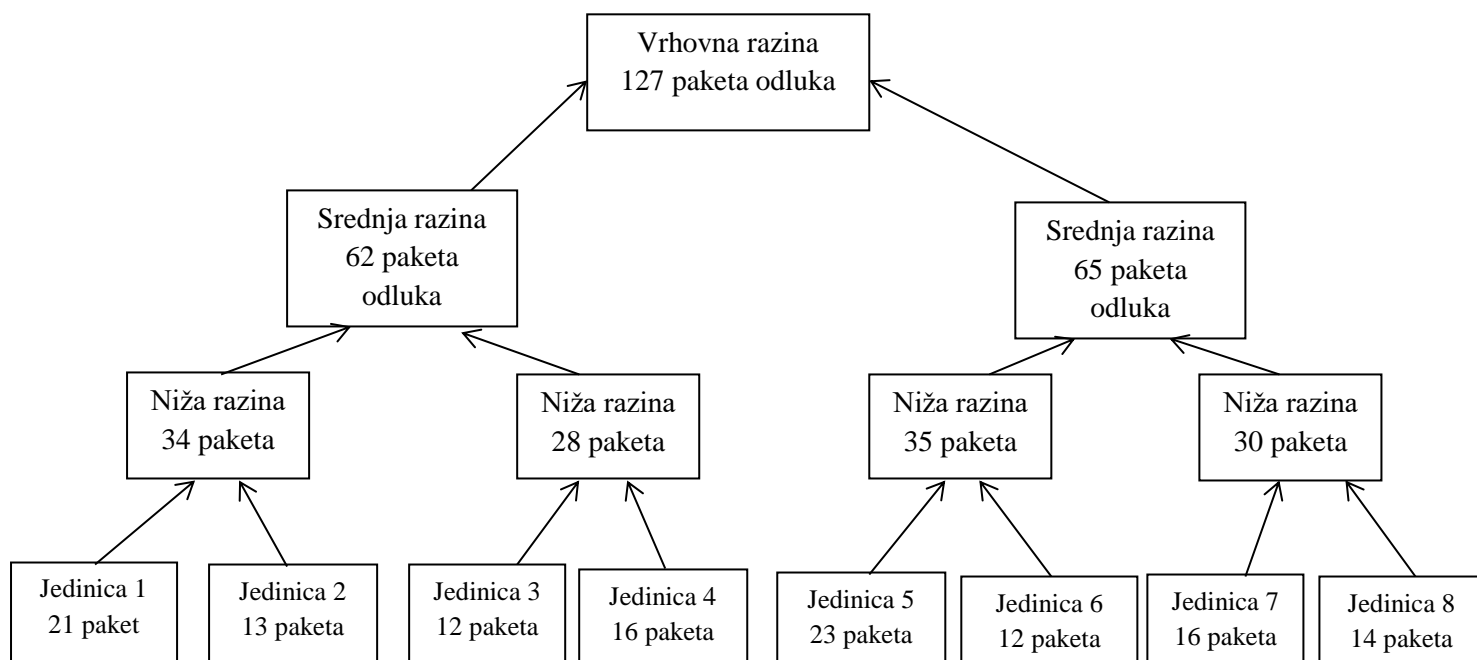 Vrhovna razina
127 paketa odluka
Srednja razina
62 paketa
odluka
Srednja razina
65 paketa
odluka
Niža razina
34 paketa
Niža razina
28 paketa
Niža razina
35 paketa
Niža razina
30 paketa
Jedinica 1
21 paket
Jedinica 2
13 paketa
Jedinica 3
12 paketa
Jedinica 4
16 paketa
Jedinica 5
23 paketa
Jedinica 6
12 paketa
Jedinica 7
16 paketa
Jedinica 8
14 paketa